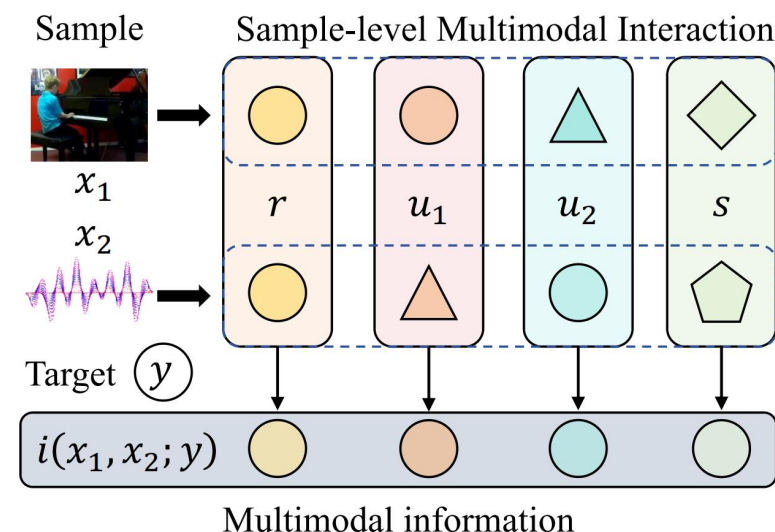 Sample
Sample-level Multimodal Interaction
x₁
r
u₁
u₂
s
x₂
Target y
i(x₁, x₂; y)
Multimodal information